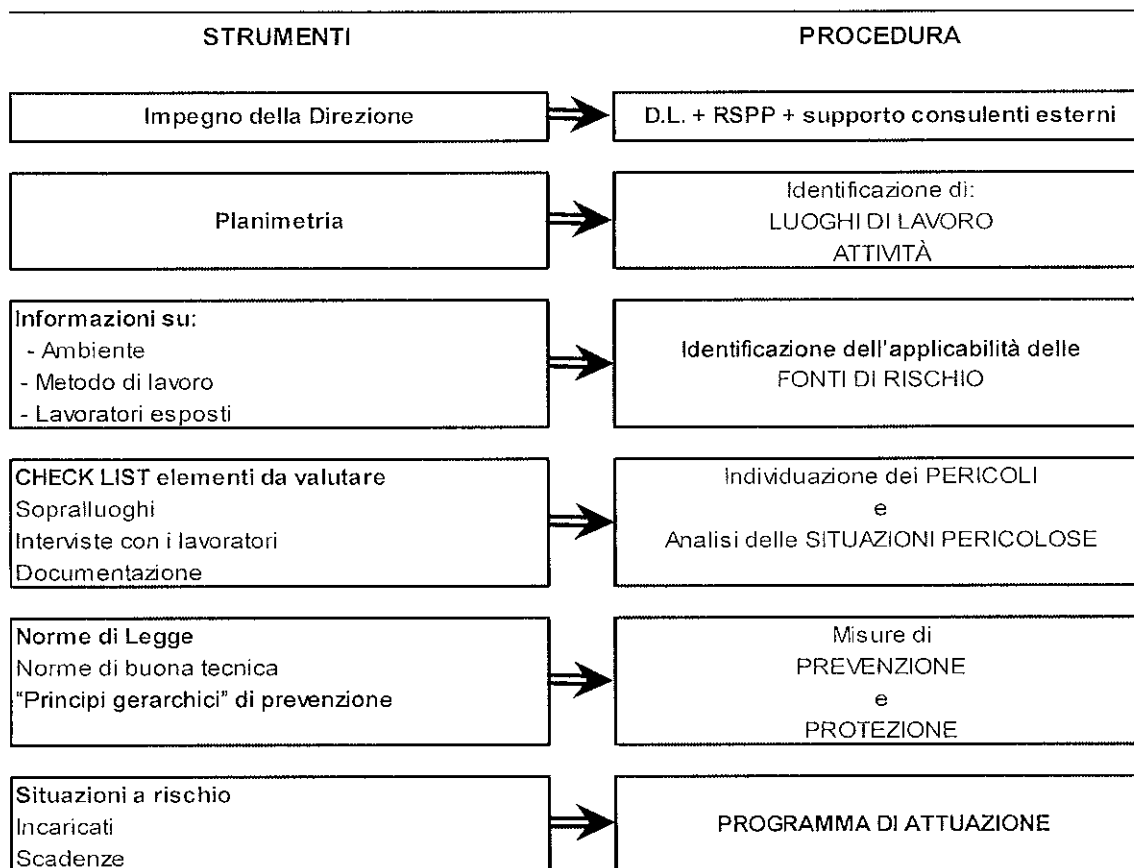 STRUMENTI
PROCEDURA
Impegno della Direzione
D.L. + RSPP + supporto consulenti esterni
Planimetria
Identificazione di:
LUOGHI DI LAVORO
ATTIVITÀ
Informazioni su:
- Ambiente
- Metodo di lavoro
- Lavoratori esposti
Identificazione dell'applicabilità delle
FONTI DI RISCHIO
CHECK LIST elementi da valutare
Sopralluoghi
Interviste con i lavoratori
Documentazione
Individuazione dei PERICOLI
e
Analisi delle SITUAZIONI PERICOLOSE
Norme di Legge
Norme di buona tecnica
"Principi gerarchici" di prevenzione
Misure di
PREVENZIONE
e
PROTEZIONE
Situazioni a rischio
Incaricati
Scadenze
PROGRAMMA DI ATTUAZIONE